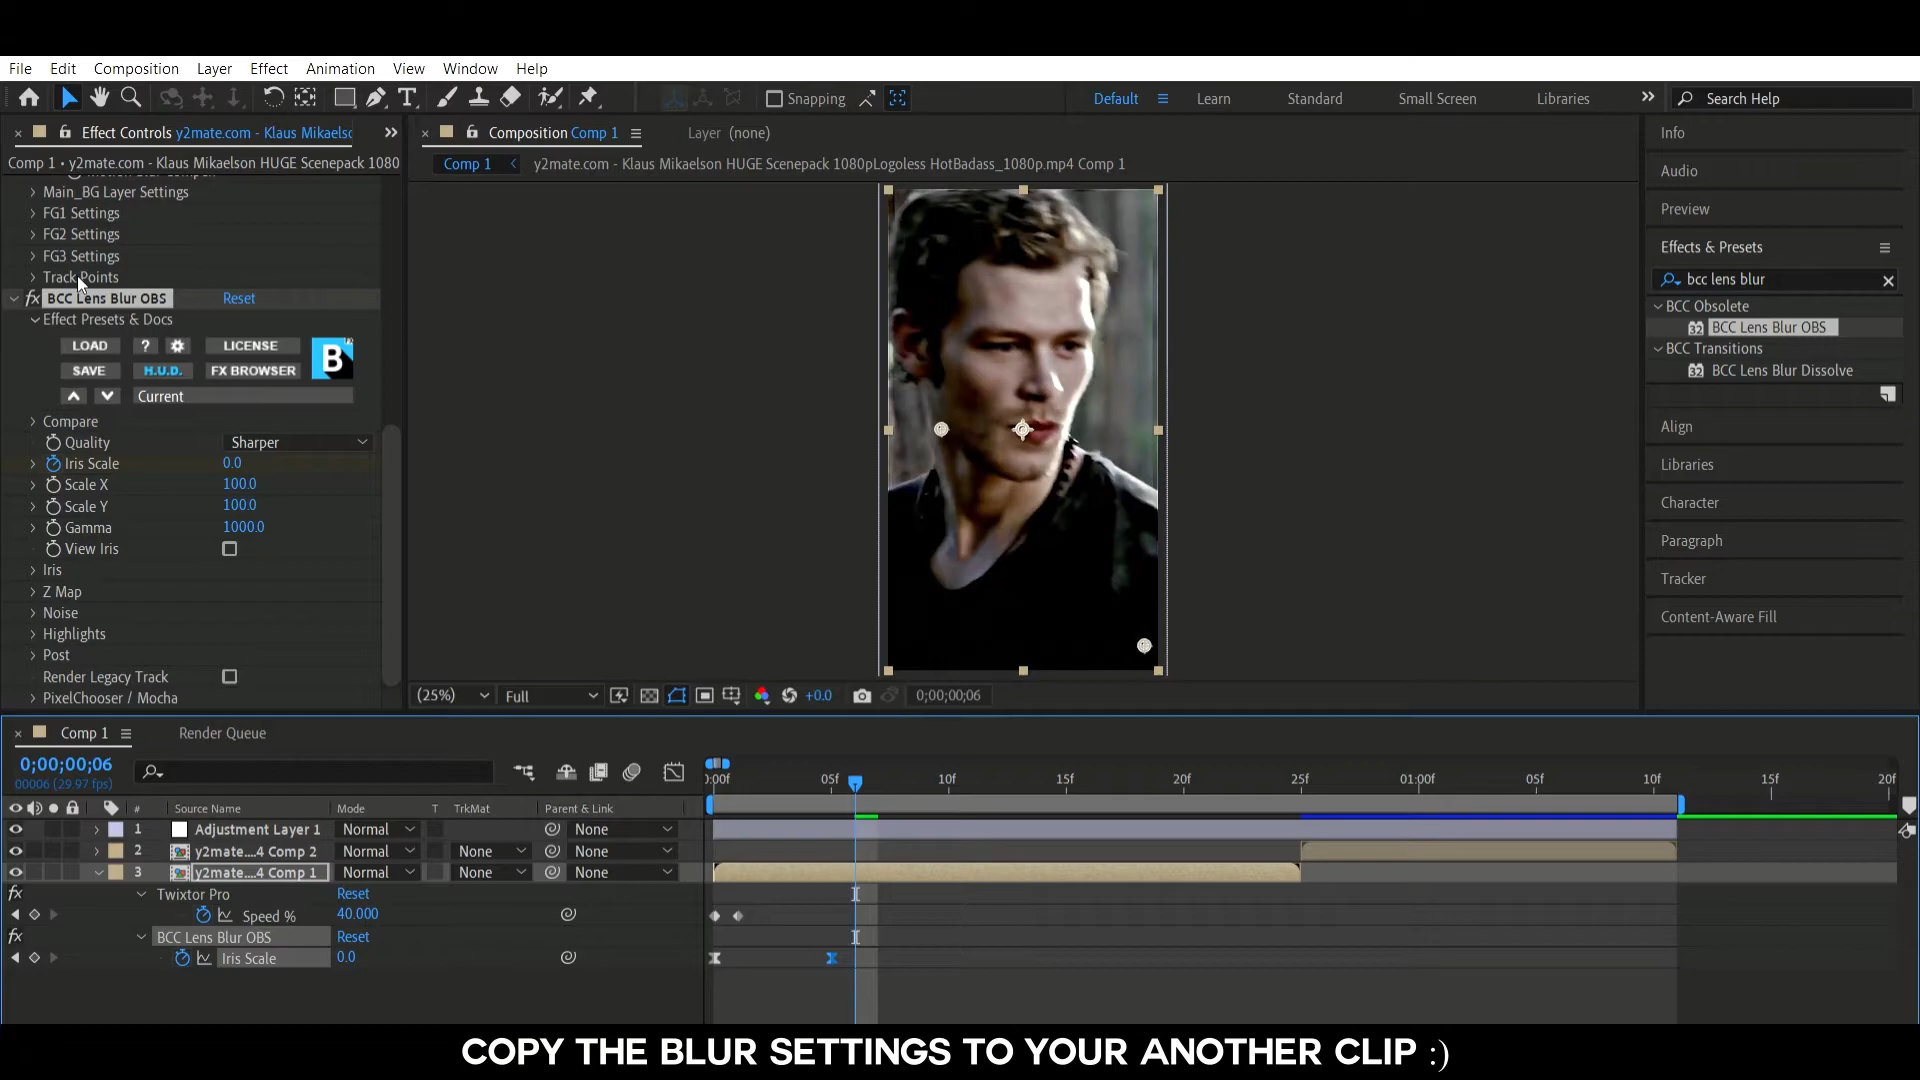 File Edit Composition Layer Effect Animation View Window Help
Snapping
Default Learn Standard Small Screen Libraries Search Help
Effect Controls y2mate.com - Klaus Mikaelsc
Comp 1 • y2mate.com - Klaus Mikaelson HUGE Scenepack 1080
Main_BG Layer Settings
FG1 Settings
FG2 Settings
FG3 Settings
Track Points
fx BCC Lens Blur OBS Reset
Effect Presets & Docs
LOAD ? LICENSE
B
SAVE H.U.D. FX BROWSER
Current
Compare
Quality Sharper
Iris Scale 0.0
Scale X 100.0
Scale Y 100.0
Gamma 1000.0
View Iris
Iris
Z Map
Noise
Highlights
Post
Render Legacy Track
PixelChooser / Mocha
Composition Comp 1 Layer (none)
Comp 1 y2mate.com - Klaus Mikaelson HUGE Scenepack 1080pLogoless HotBadass_1080p.mp4 Comp 1
(25%) Full +0.0 0;00;00;06
Info
Audio
Preview
Effects & Presets
bcc lens blur
BCC Obsolete
32 BCC Lens Blur OBS
BCC Transitions
32 BCC Lens Blur Dissolve
Align
Libraries
Character
Paragraph
Tracker
Content-Aware Fill
Comp 1 Render Queue
0;00;00;06
00006 (29.97 fps)
):00f 05f 10f 15f 20f 25f 01:00f 05f 10f 15f 20f
# Source Name Mode T TrkMat Parent & Link
1 Adjustment Layer 1 Normal None
2 y2mate....4 Comp 2 Normal None None
3 y2mate....4 Comp 1 Normal None None
fx Twixtor Pro Reset
Speed % 40.000
fx BCC Lens Blur OBS Reset
Iris Scale 0.0
COPY THE BLUR SETTINGS TO YOUR ANOTHER CLIP :)